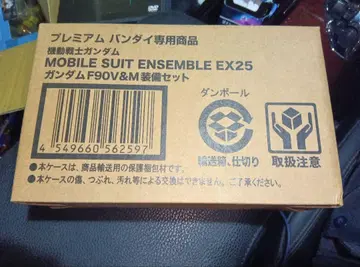 プレミアム バンダイ専用商品
機動戦士ガンダム
MOBILE SUIT ENSEMBLE EX25
ガンダムF90V&M装備セット
ダンボール
輸送箱、仕切り
取扱注意
4 549660 562597
●本ケースは、商品輸送用の保護梱包材です。
●本ケースの傷、つぶれ、汚れ等による交換はできません。ご了承ください。